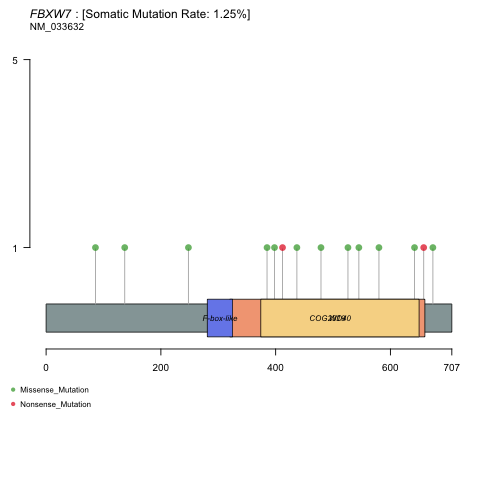 FBXW7 : [Somatic Mutation Rate: 1.25%]
NM_033632
5
1
F-box-like
0 200 400 600 707
Missense_Mutation
Nonsense_Mutation